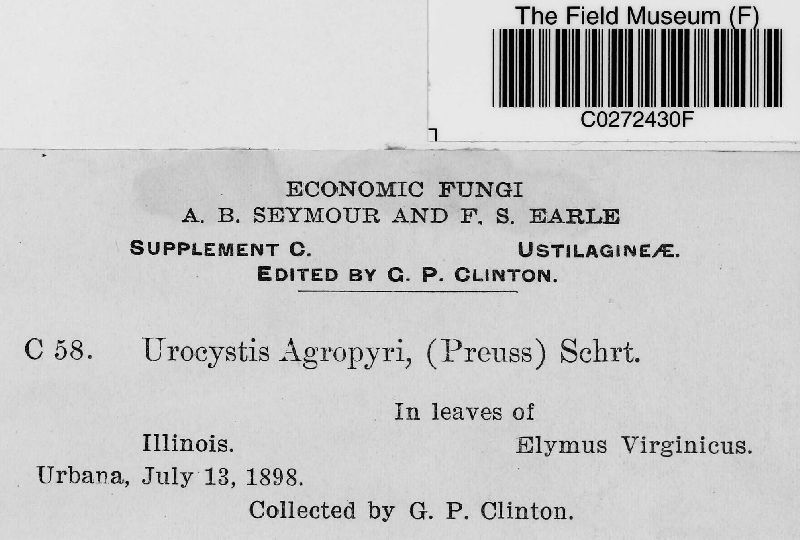 The Field Museum (F)
C0272430F
ECONOMIC FUNGI
A. B. SEYMOUR AND F. S. EARLE
SUPPLEMENT C. USTILAGINEÆ.
EDITED BY G. P. CLINTON.
C 58. Urocystis Agropyri, (Preuss) Schrt.
In leaves of
Illinois. Elymus Virginicus.
Urbana, July 13, 1898.
Collected by G. P. Clinton.